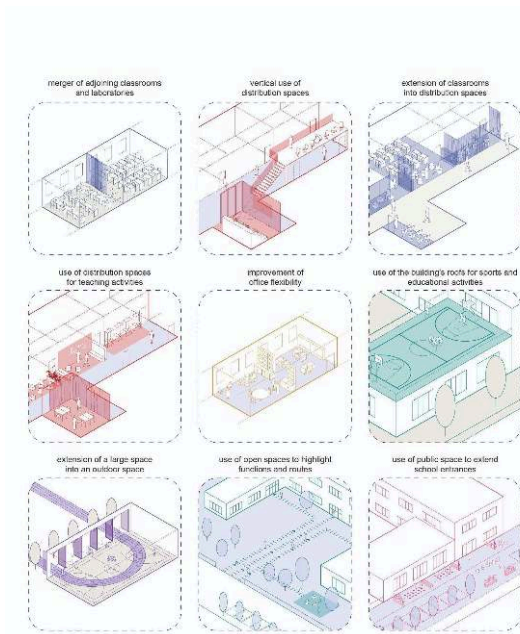 merger of adjoining classrooms
and laboratories
vertical use of
distribution spaces
extension of classrooms
into distribution spaces
use of distribution spaces
for teaching activities
improvement of
office flexibility
use of the building's roofs for sports and
educational activities
extension of a large space
into an outdoor space
use of open spaces to highlight
functions and routes
use of public space to extend
school entrances